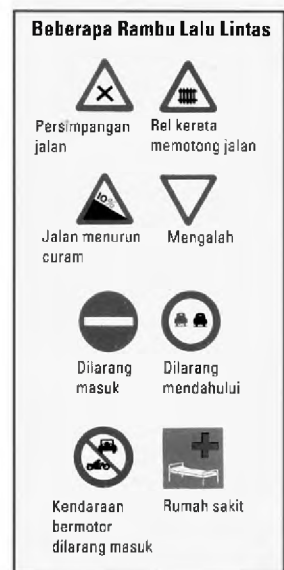 Beberapa Rambu Lalu Lintas
Persimpangan
jalan
Rel kereta
memotong jalan
10%
Jalan menurun
curam
Mengalah
Dilarang
masuk
Dilarang
mendahului
Kendaraan
bermotor
dilarang masuk
Rumah sakit